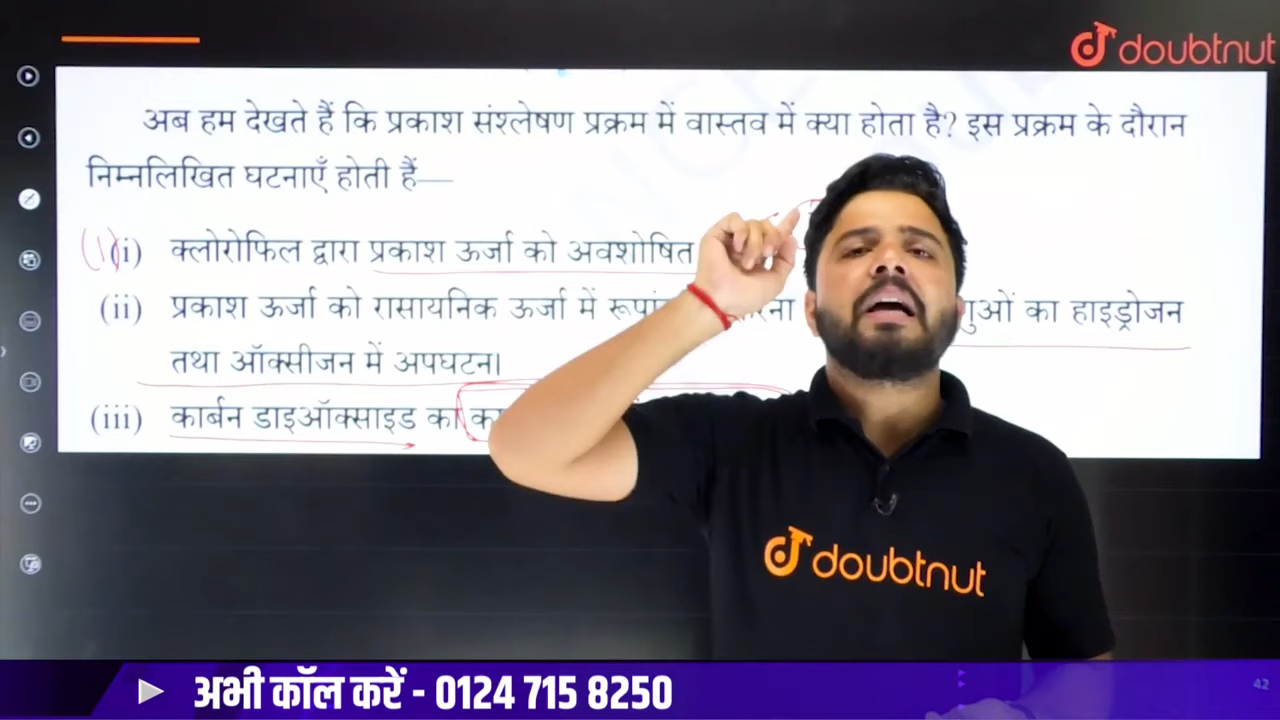 doubtnut
अब हम देखते हैं कि प्रकाश संश्लेषण प्रक्रम में वास्तव में क्या होता है? इस प्रक्रम के दौरान
निम्नलिखित घटनाएँ होती हैं—
(1) (i) क्लोरोफिल द्वारा प्रकाश ऊर्जा को अवशोषित
(ii) प्रकाश ऊर्जा को रासायनिक ऊर्जा में का हाइड्रोजन
तथा ऑक्सीजन में अपघटन।
(iii) कार्बन डाइऑक्साइड का
doubtnut
अभी कॉल करें - 0124 715 8250
42